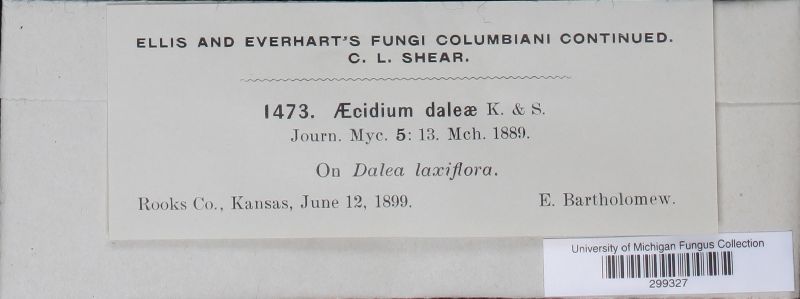 ELLIS AND EVERHART'S FUNGI COLUMBIANI CONTINUED.
C. L. SHEAR.
1473. Æcidium daleæ K. & S.
Journ. Myc. 5: 13. Mch. 1889.
On Dalea laxiflora.
Rooks Co., Kansas, June 12, 1899. E. Bartholomew.
University of Michigan Fungus Collection
299327